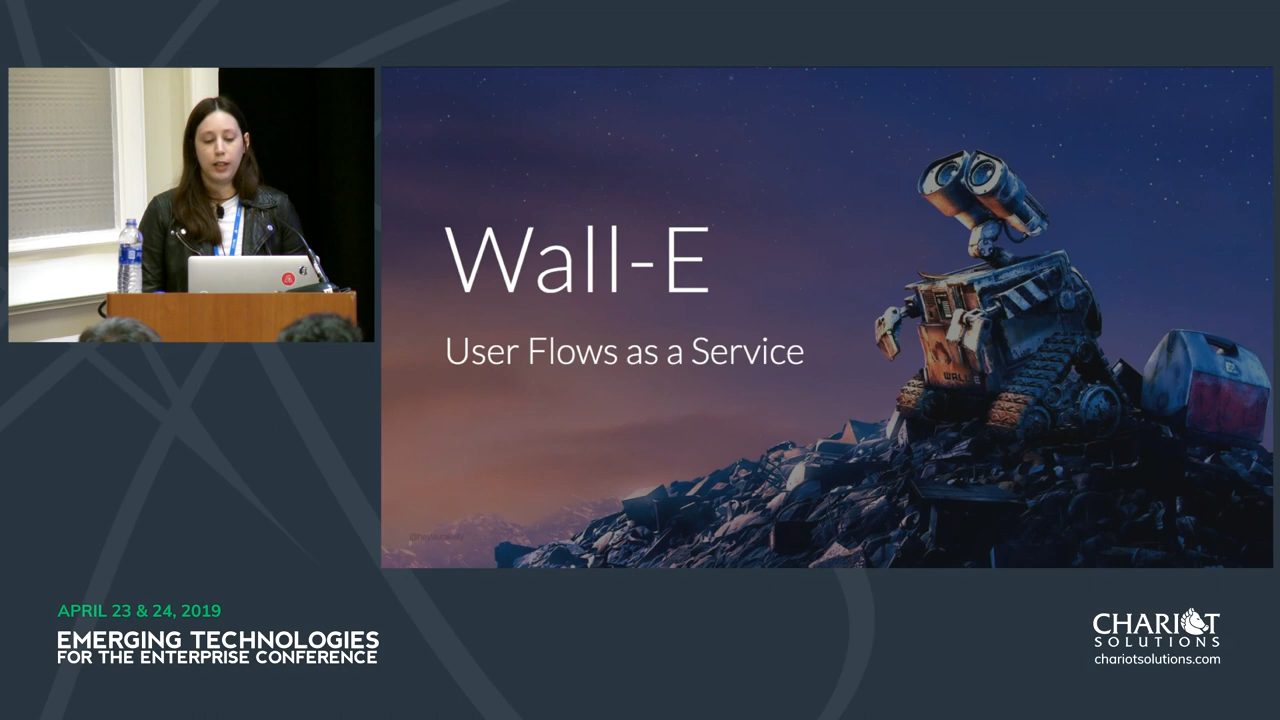 Wall-E
User Flows as a Service
WALL·E
APRIL 23 & 24, 2019
EMERGING TECHNOLOGIES
FOR THE ENTERPRISE CONFERENCE
CHARIOT
SOLUTIONS
chariotsolutions.com